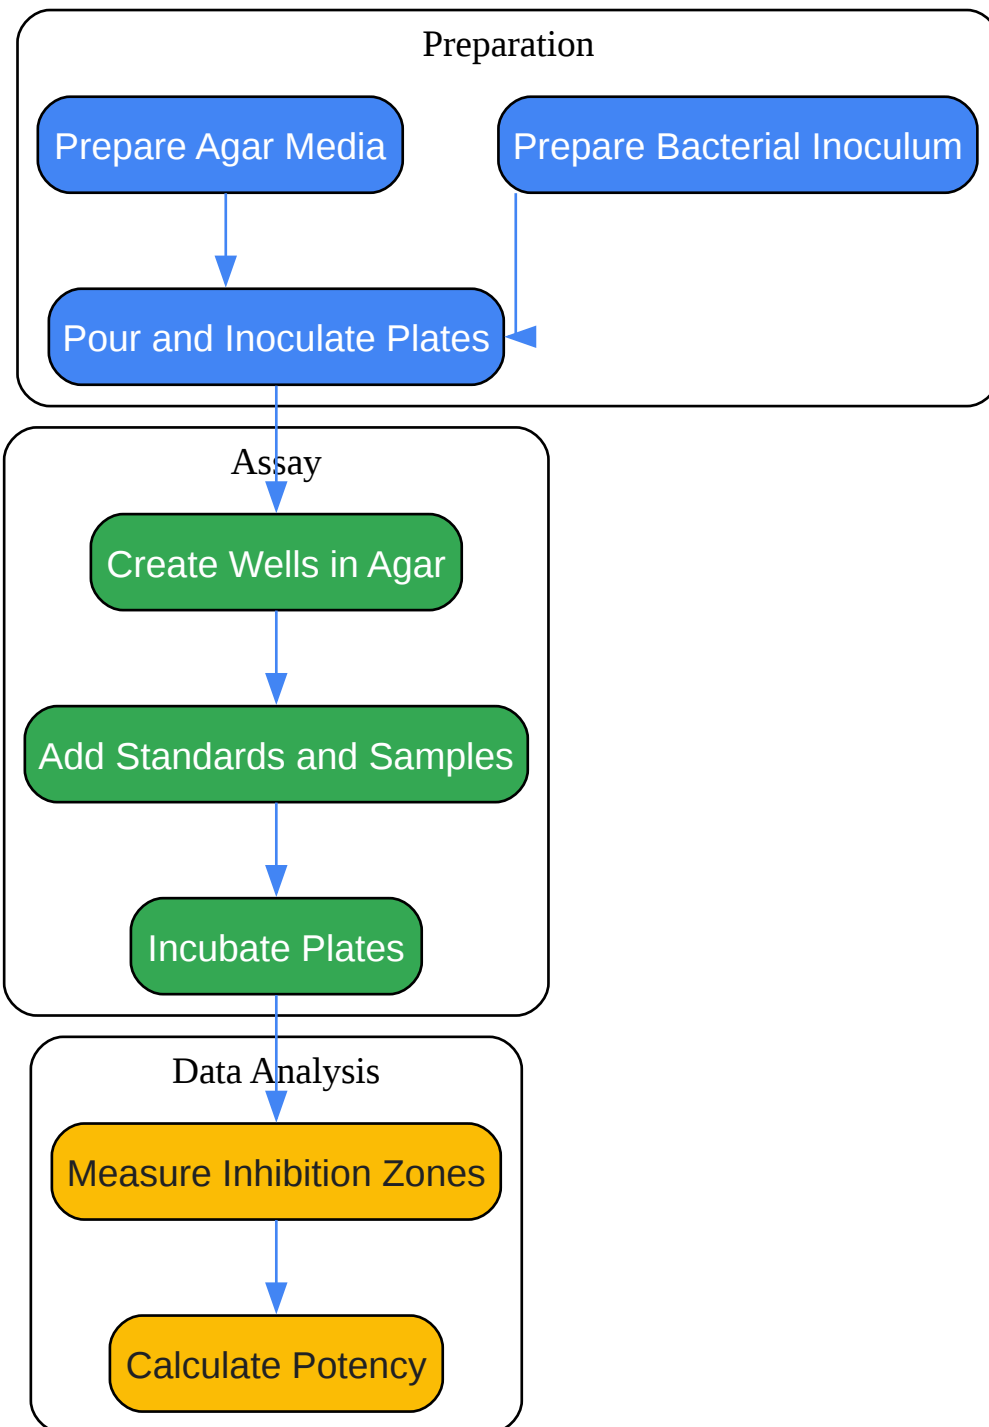 Preparation
Prepare Agar Media
Prepare Bacterial Inoculum
Pour and Inoculate Plates
Assay
Create Wells in Agar
Add Standards and Samples
Incubate Plates
Data Analysis
Measure Inhibition Zones
Calculate Potency